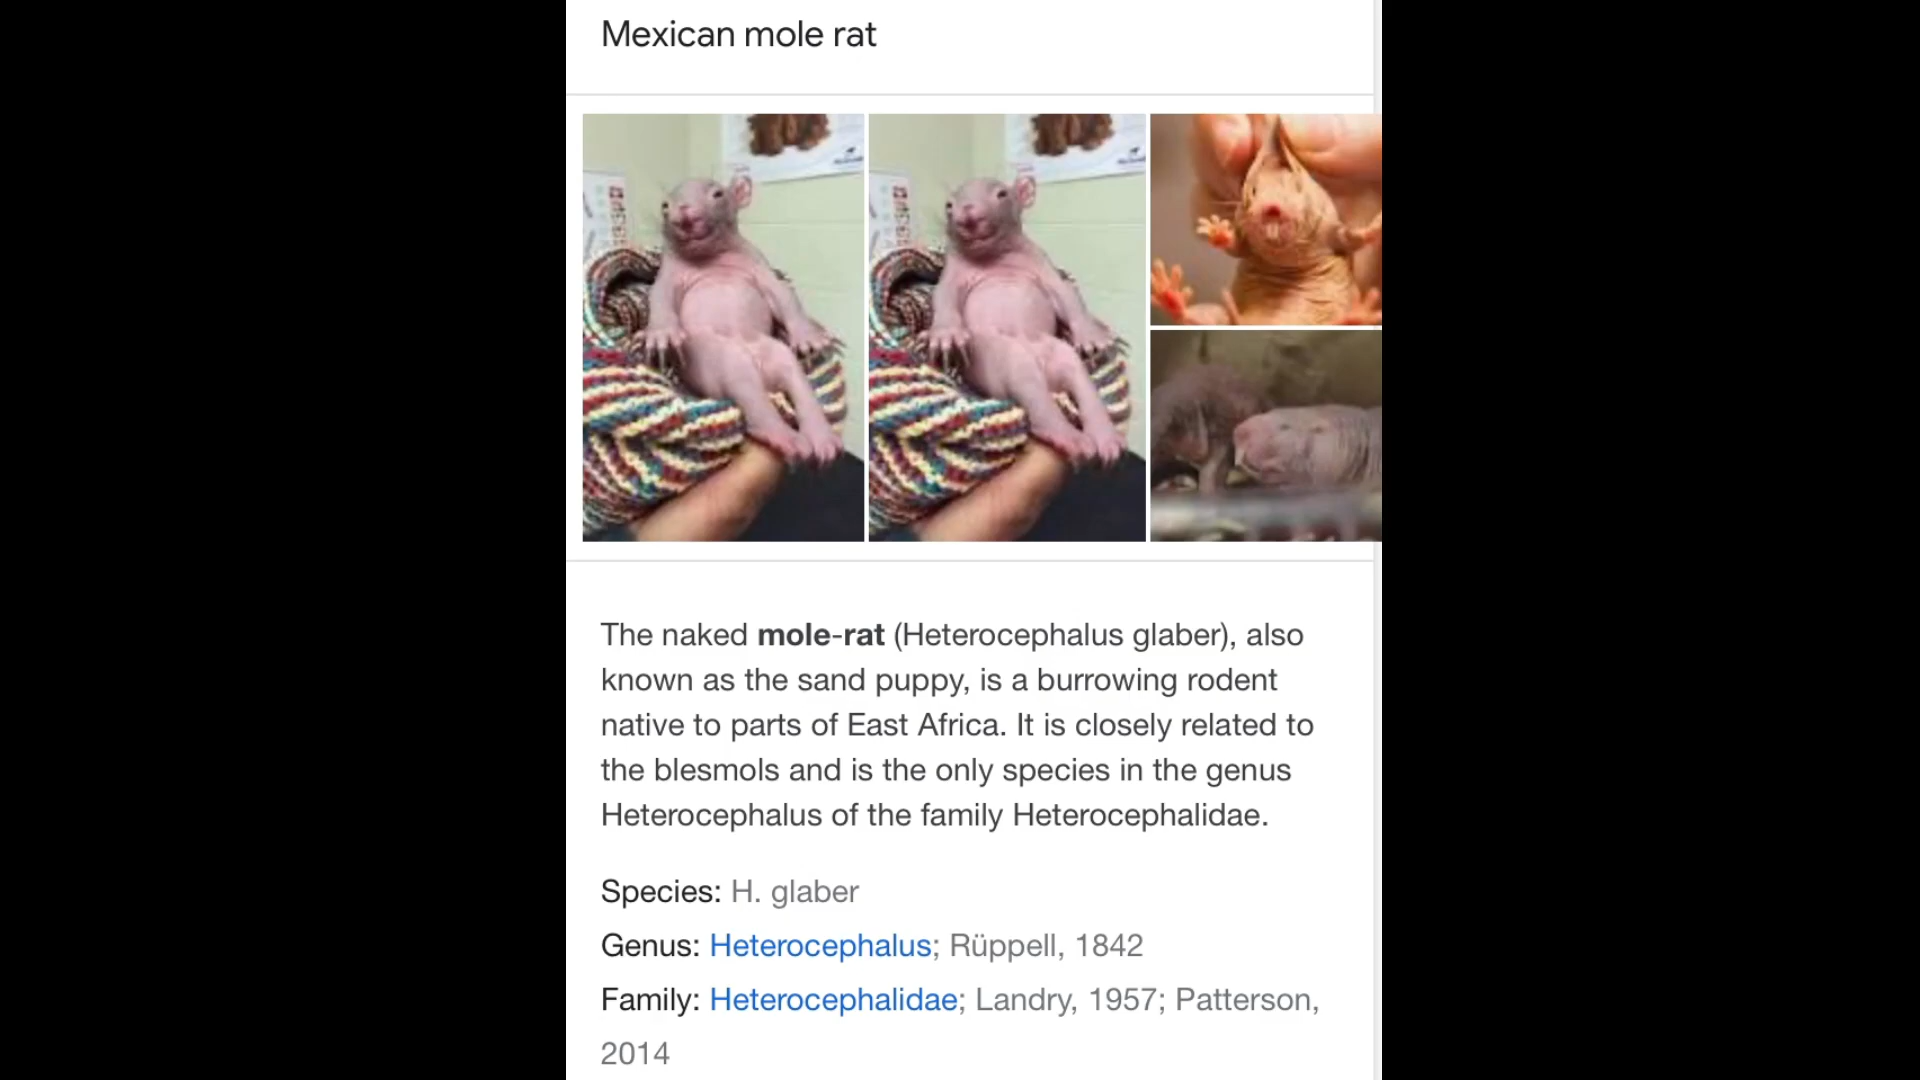 Mexican mole rat
The naked mole-rat (Heterocephalus glaber), also
known as the sand puppy, is a burrowing rodent
native to parts of East Africa. It is closely related to
the blesmols and is the only species in the genus
Heterocephalus of the family Heterocephalidae.
Species: H. glaber
Genus: Heterocephalus; Rüppell, 1842
Family: Heterocephalidae; Landry, 1957; Patterson,
2014